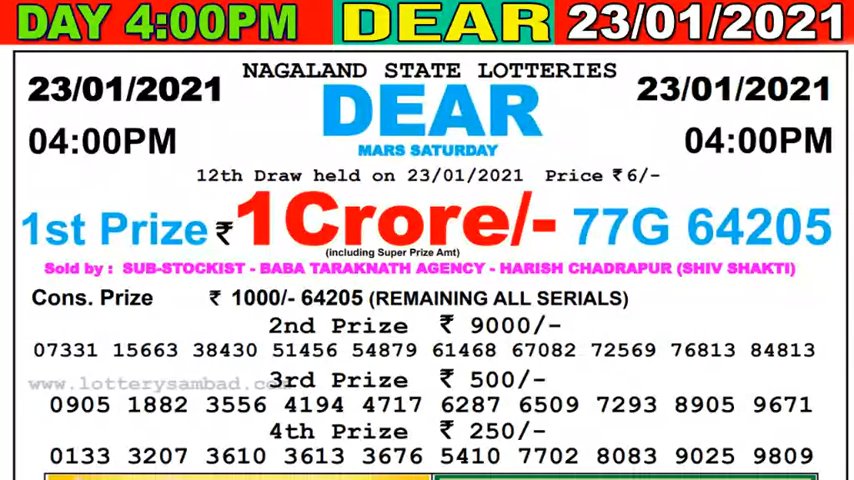 DAY 4:00PM DEAR 23/01/2021
NAGALAND STATE LOTTERIES
23/01/2021 DEAR 23/01/2021
04:00PM MARS SATURDAY 04:00PM
12th Draw held on 23/01/2021 Price ₹6/-
1st Prize ₹1Crore/- 77G 64205
(including Super Prize Amt)
Sold by : SUB-STOCKIST - BABA TARAKNATH AGENCY - HARISH CHADRAPUR (SHIV SHAKTI)
Cons. Prize ₹ 1000/- 64205 (REMAINING ALL SERIALS)
2nd Prize ₹ 9000/-
07331 15663 38430 51456 54879 61468 67082 72569 76813 84813
www.lotterysambad.com
3rd Prize ₹ 500/-
0905 1882 3556 4194 4717 6287 6509 7293 8905 9671
4th Prize ₹ 250/-
0133 3207 3610 3613 3676 5410 7702 8083 9025 9809